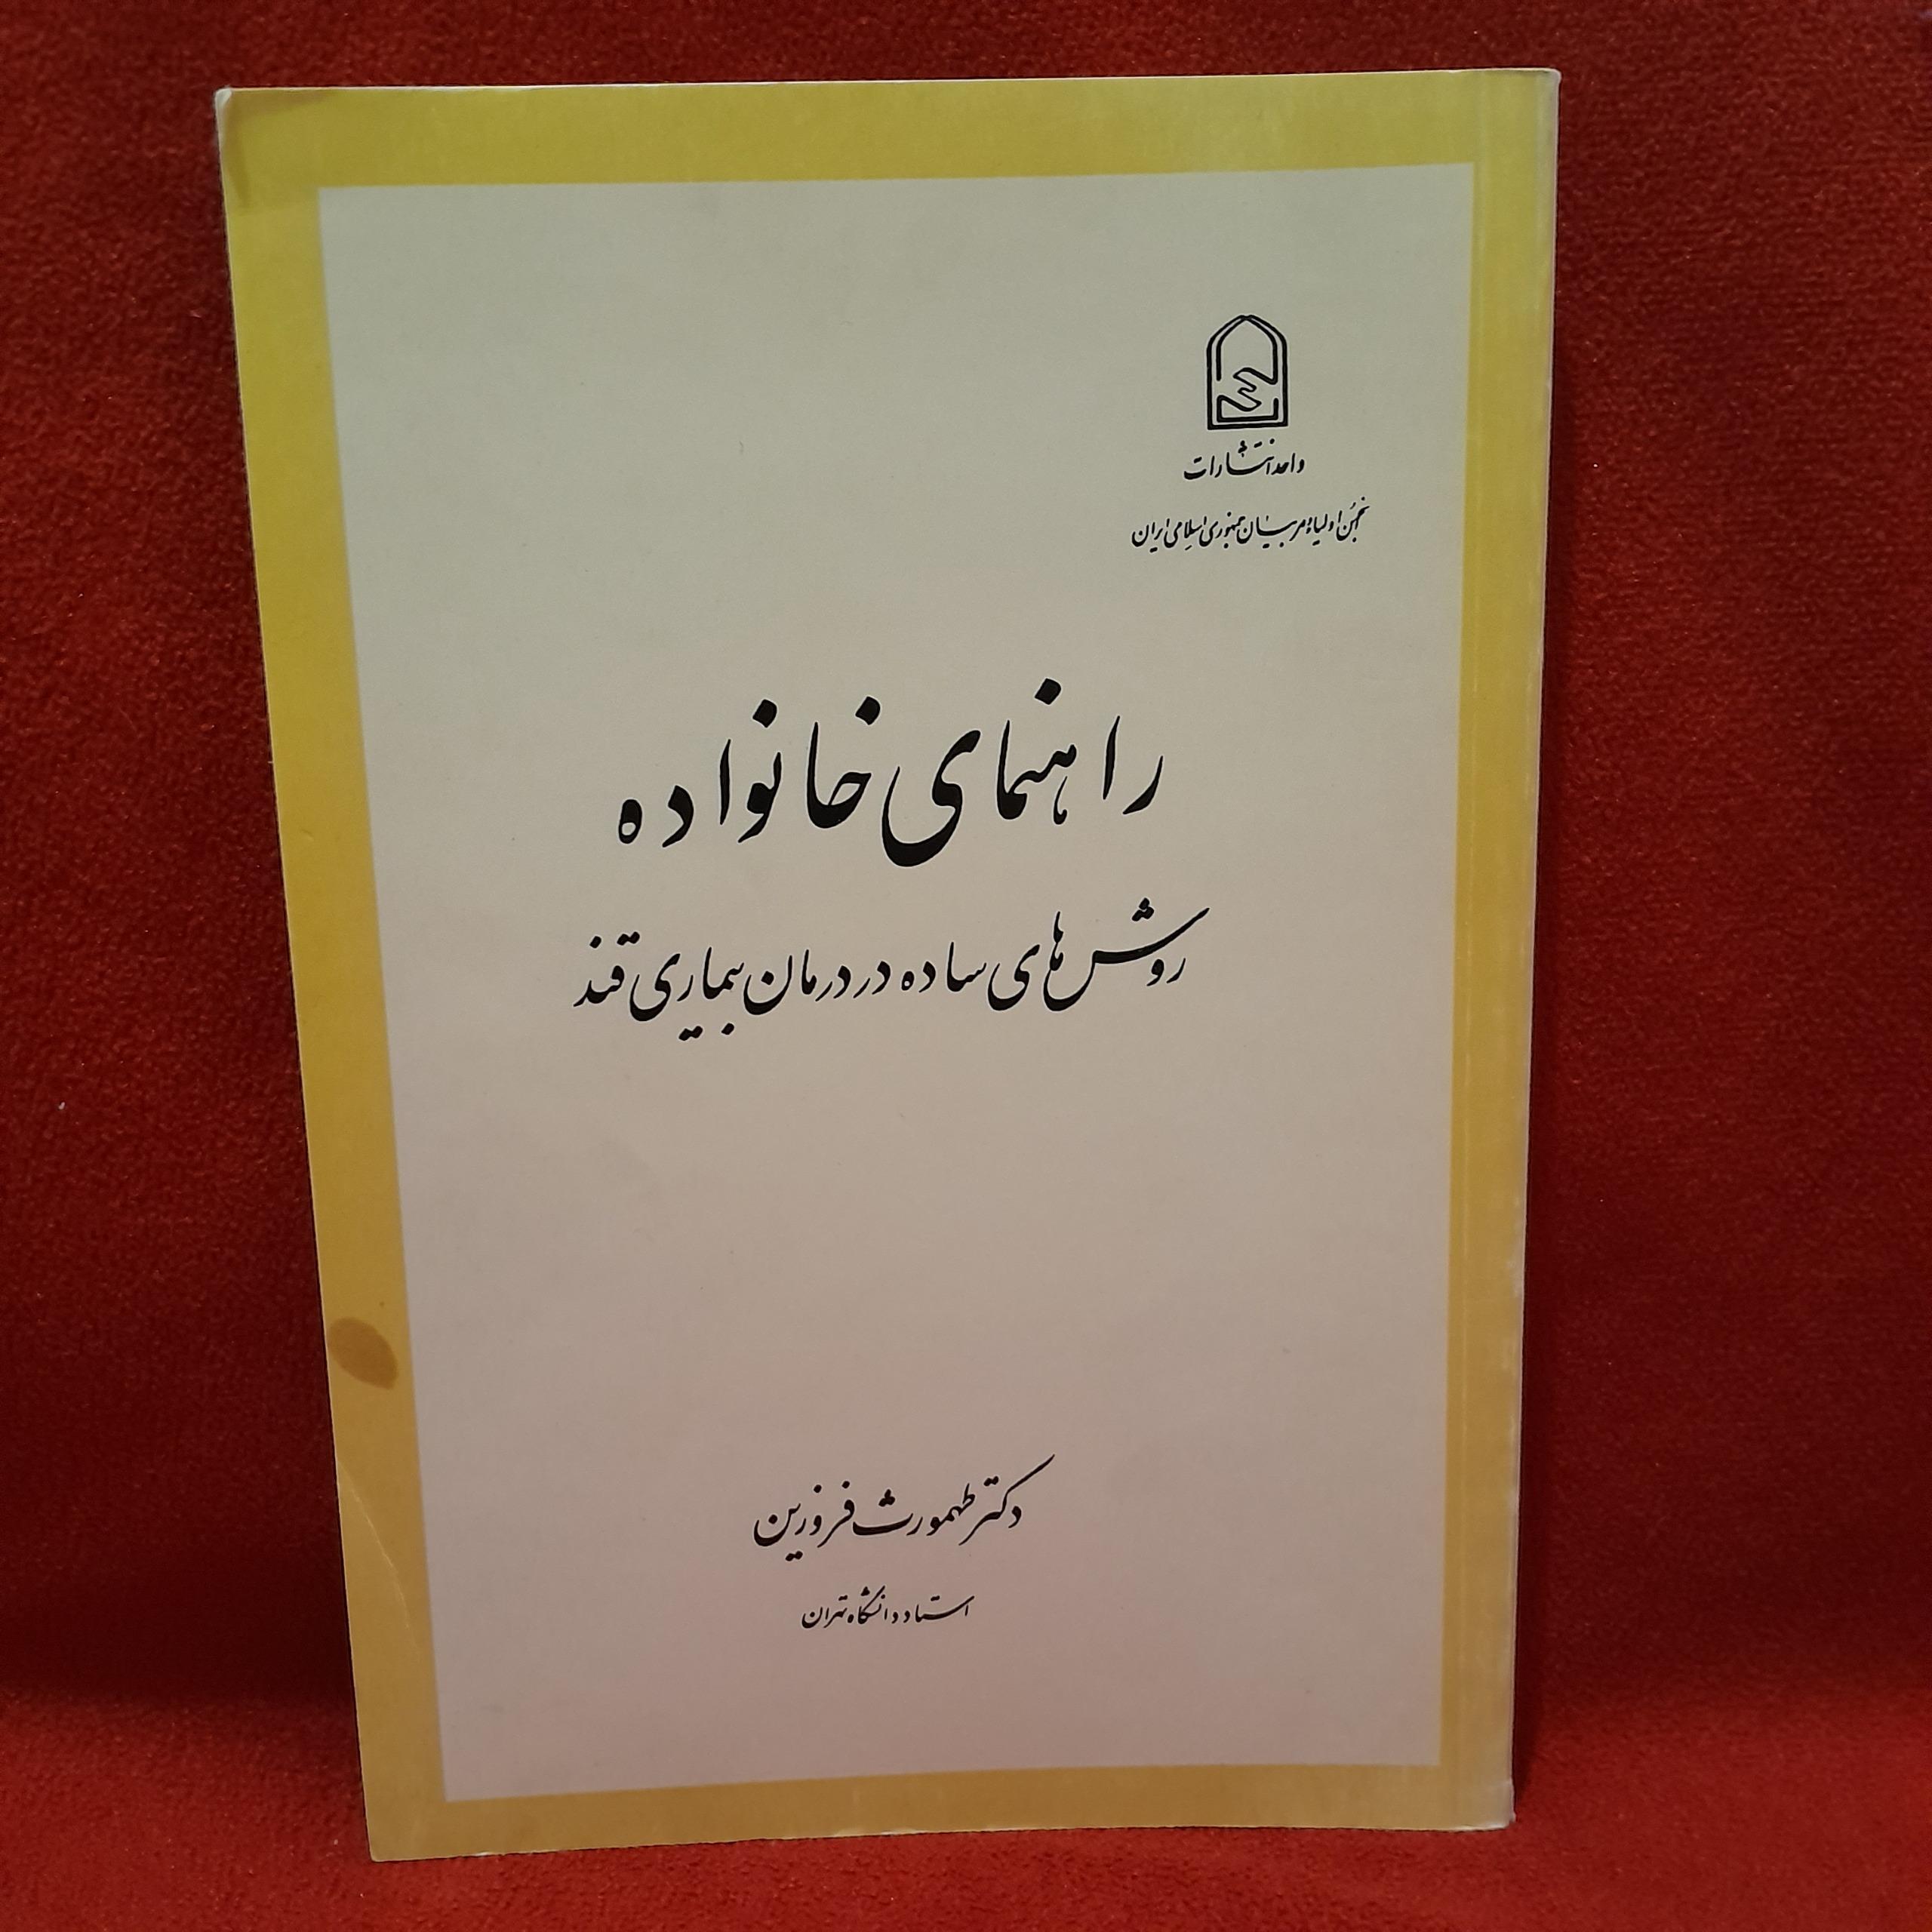 واحد انتشارات
انجمن اولیاء و مربیان جمهوری اسلامی ایران
راهنمای خانواده
روش های ساده در درمان بیماری قند
دکتر طهمورث فروزین
استاد دانشگاه تهران